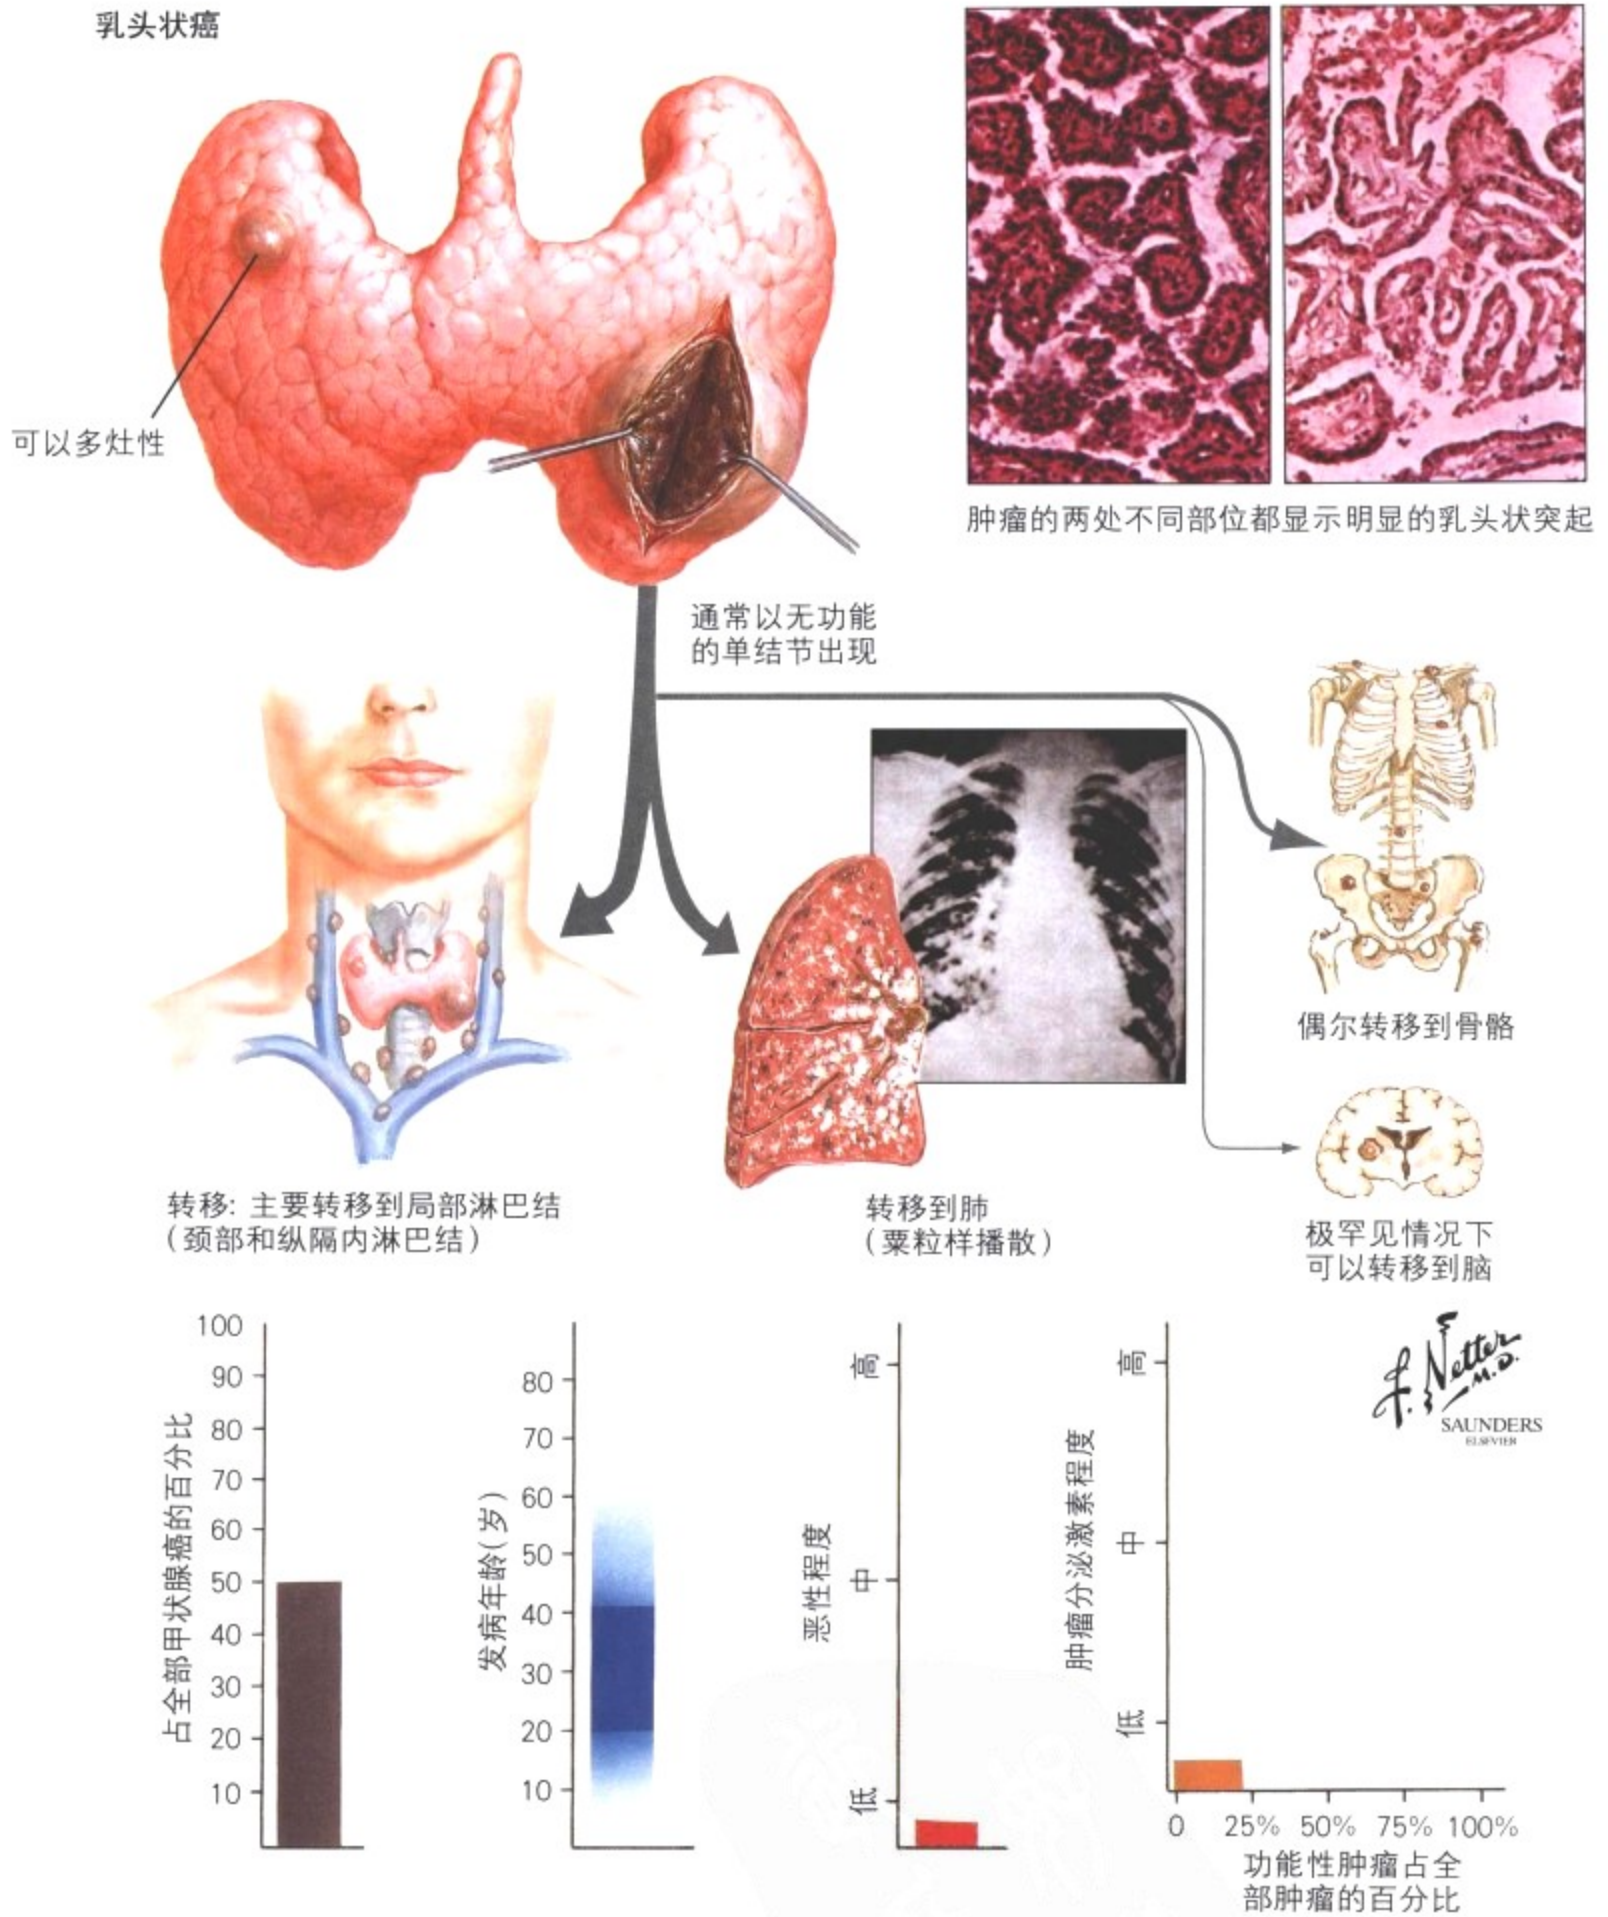 乳头状癌
可以多灶性
肿瘤的两处不同部位都显示明显的乳头状突起
通常以无功能
的单结节出现
偶尔转移到骨骼
转移: 主要转移到局部淋巴结
(颈部和纵隔内淋巴结)
转移到肺
(粟粒样播散)
极罕见情况下
可以转移到脑
占全部甲状腺癌的百分比
100
90
80
70
60
50
40
30
20
10
发病年龄(岁)
80
70
60
50
40
30
20
10
恶性程度
高
中
低
肿瘤分泌激素程度
高
中
低
0 25% 50% 75% 100%
功能性肿瘤占全
部肿瘤的百分比
f. Netter
M.D.
SAUNDERS
ELSEVIER